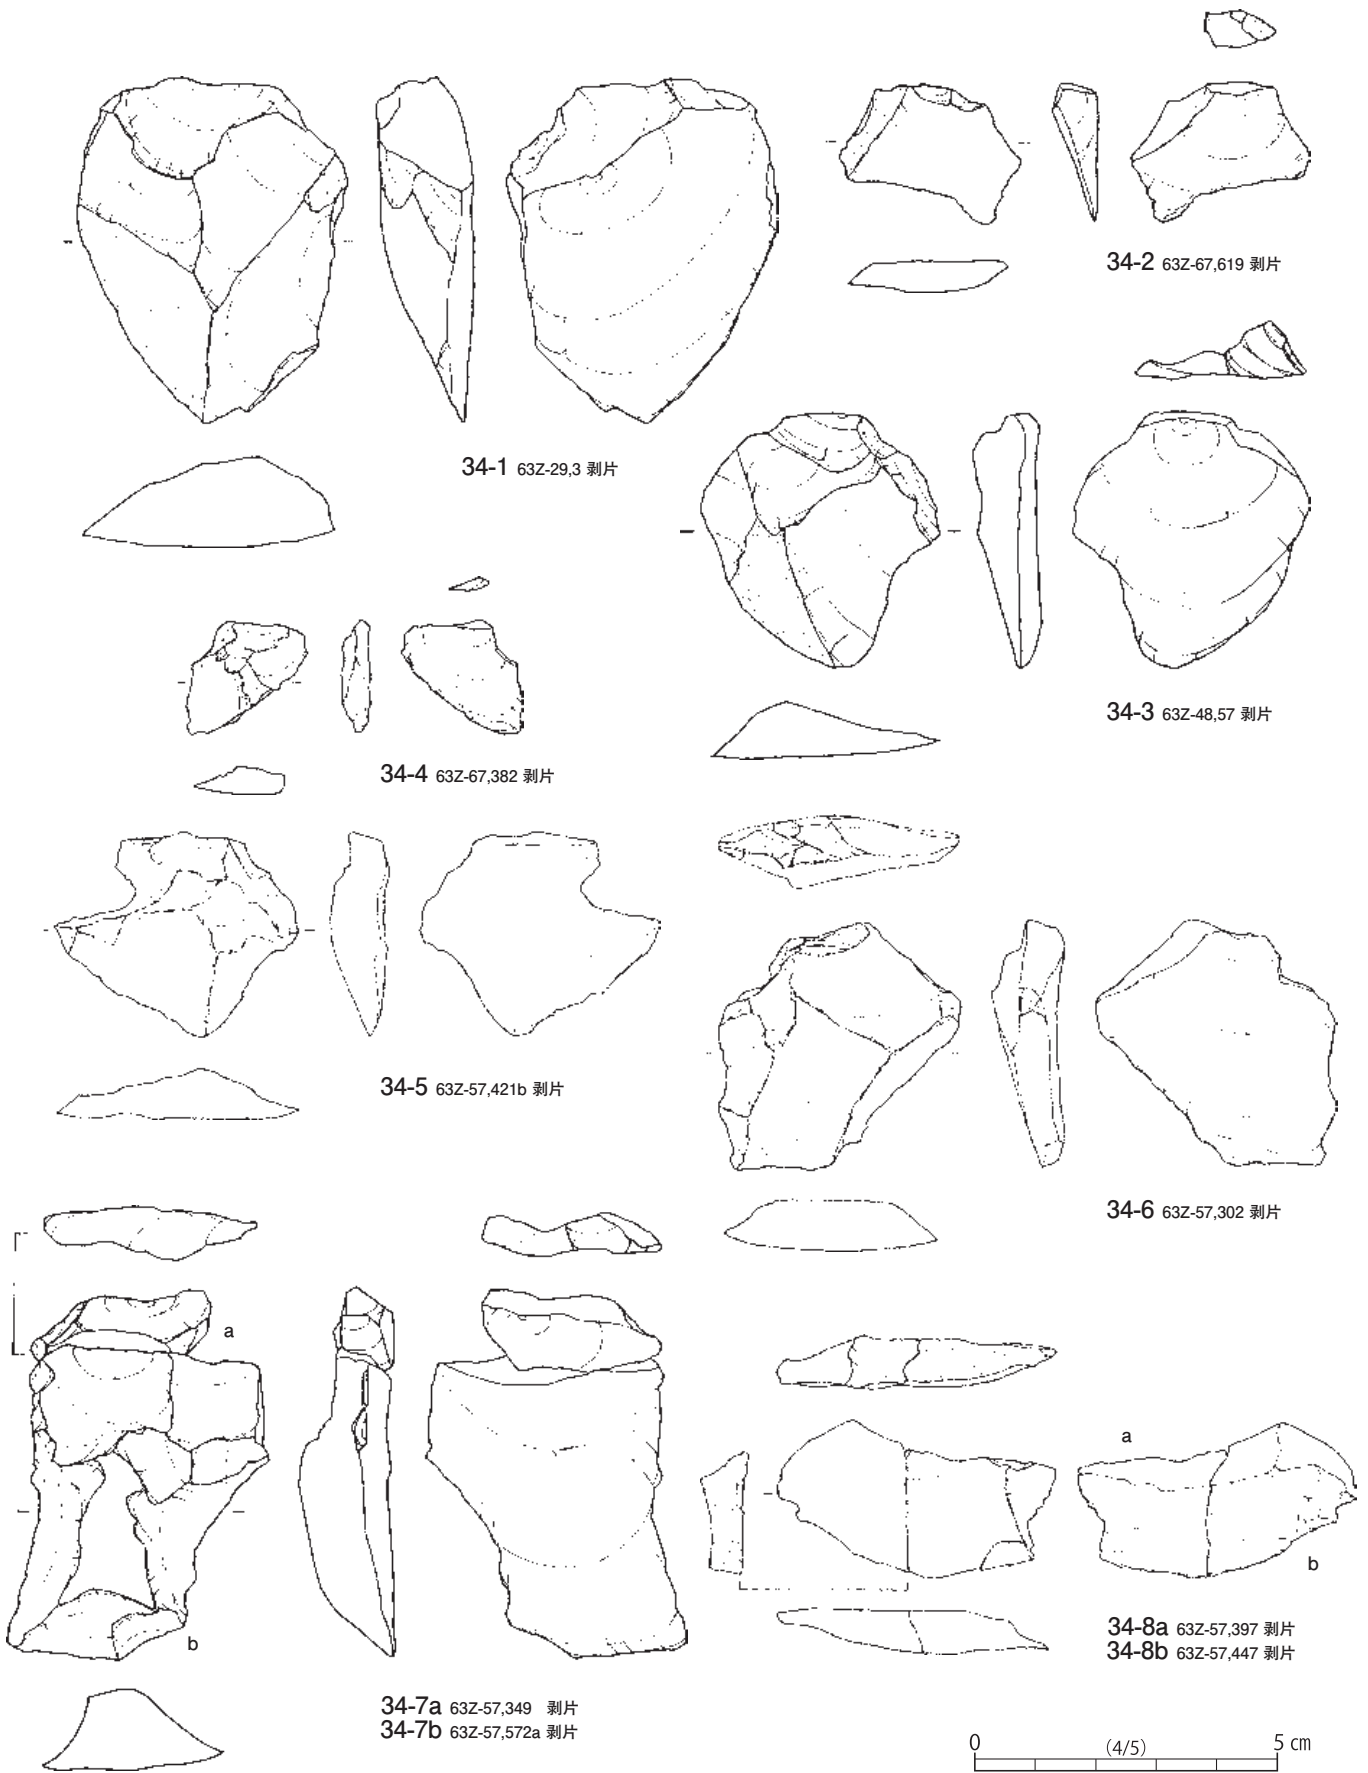 34-2 63Z-67,619 剥片
34-1 63Z-29,3 剥片
34-3 63Z-48,57 剥片
34-4 63Z-67,382 剥片
34-5 63Z-57,421b 剥片
34-6 63Z-57,302 剥片
a
b
a
b
34-7a 63Z-57,349 剥片
34-7b 63Z-57,572a 剥片
34-8a 63Z-57,397 剥片
34-8b 63Z-57,447 剥片
0 (4/5) 5 cm